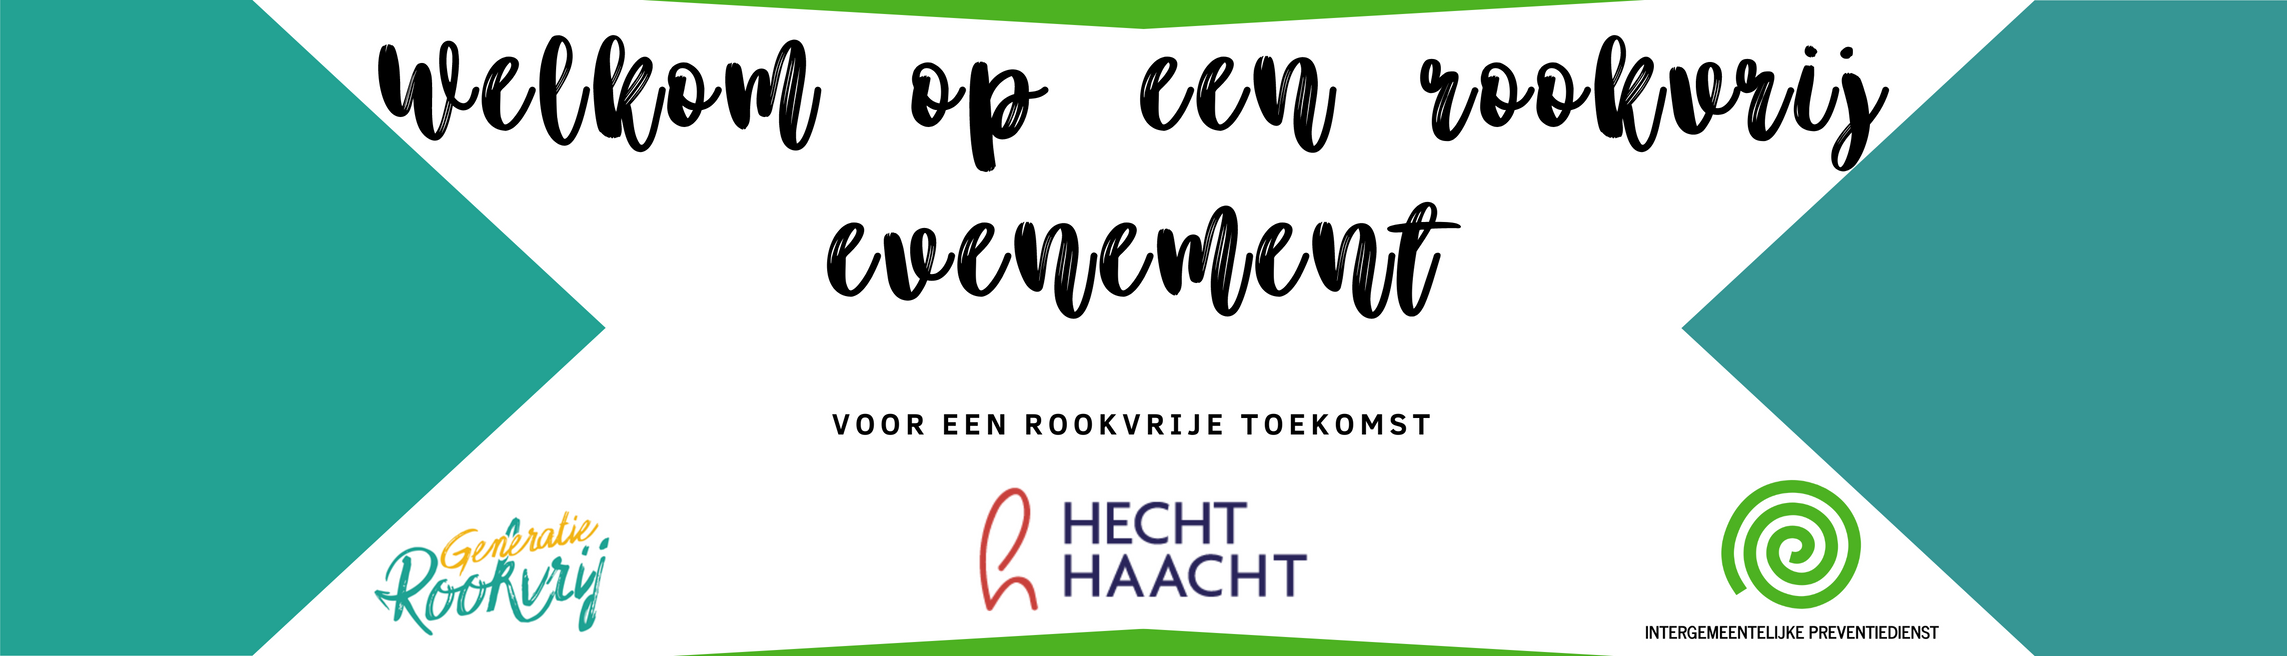 welkom op een rookvrij
evenement
VOOR EEN ROOKVRIJE TOEKOMST
Generatie
Rookvrij
HECHT
HAACHT
INTERGEMEENTELIJKE PREVENTIEDIENST